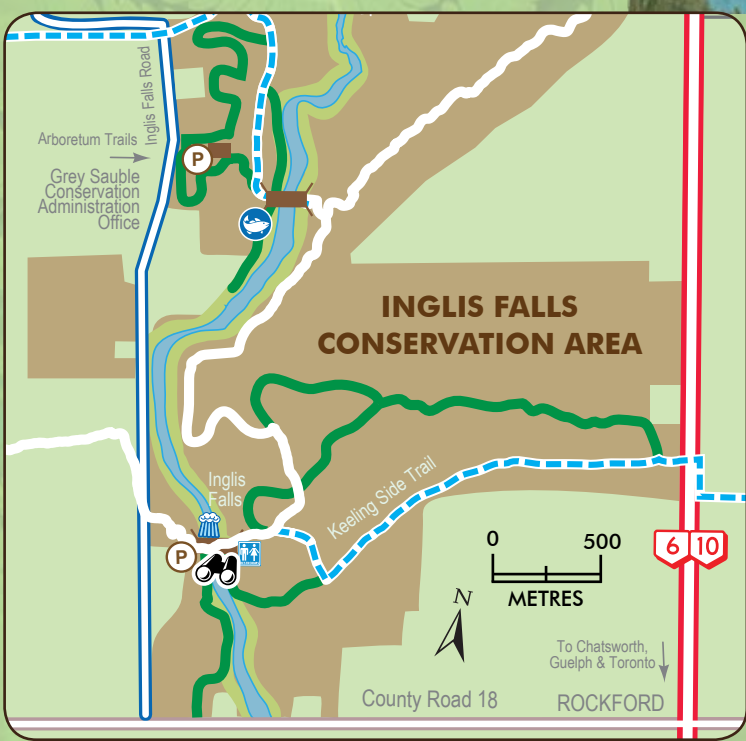 Inglis Falls Road
Arboretum Trails
Grey Sauble
Conservation
Administration
Office
P
INGLIS FALLS
CONSERVATION AREA
Inglis
Falls
Keeling Side Trail
P
0 500
METRES
N
6 10
To Chatsworth,
Guelph & Toronto
County Road 18
ROCKFORD